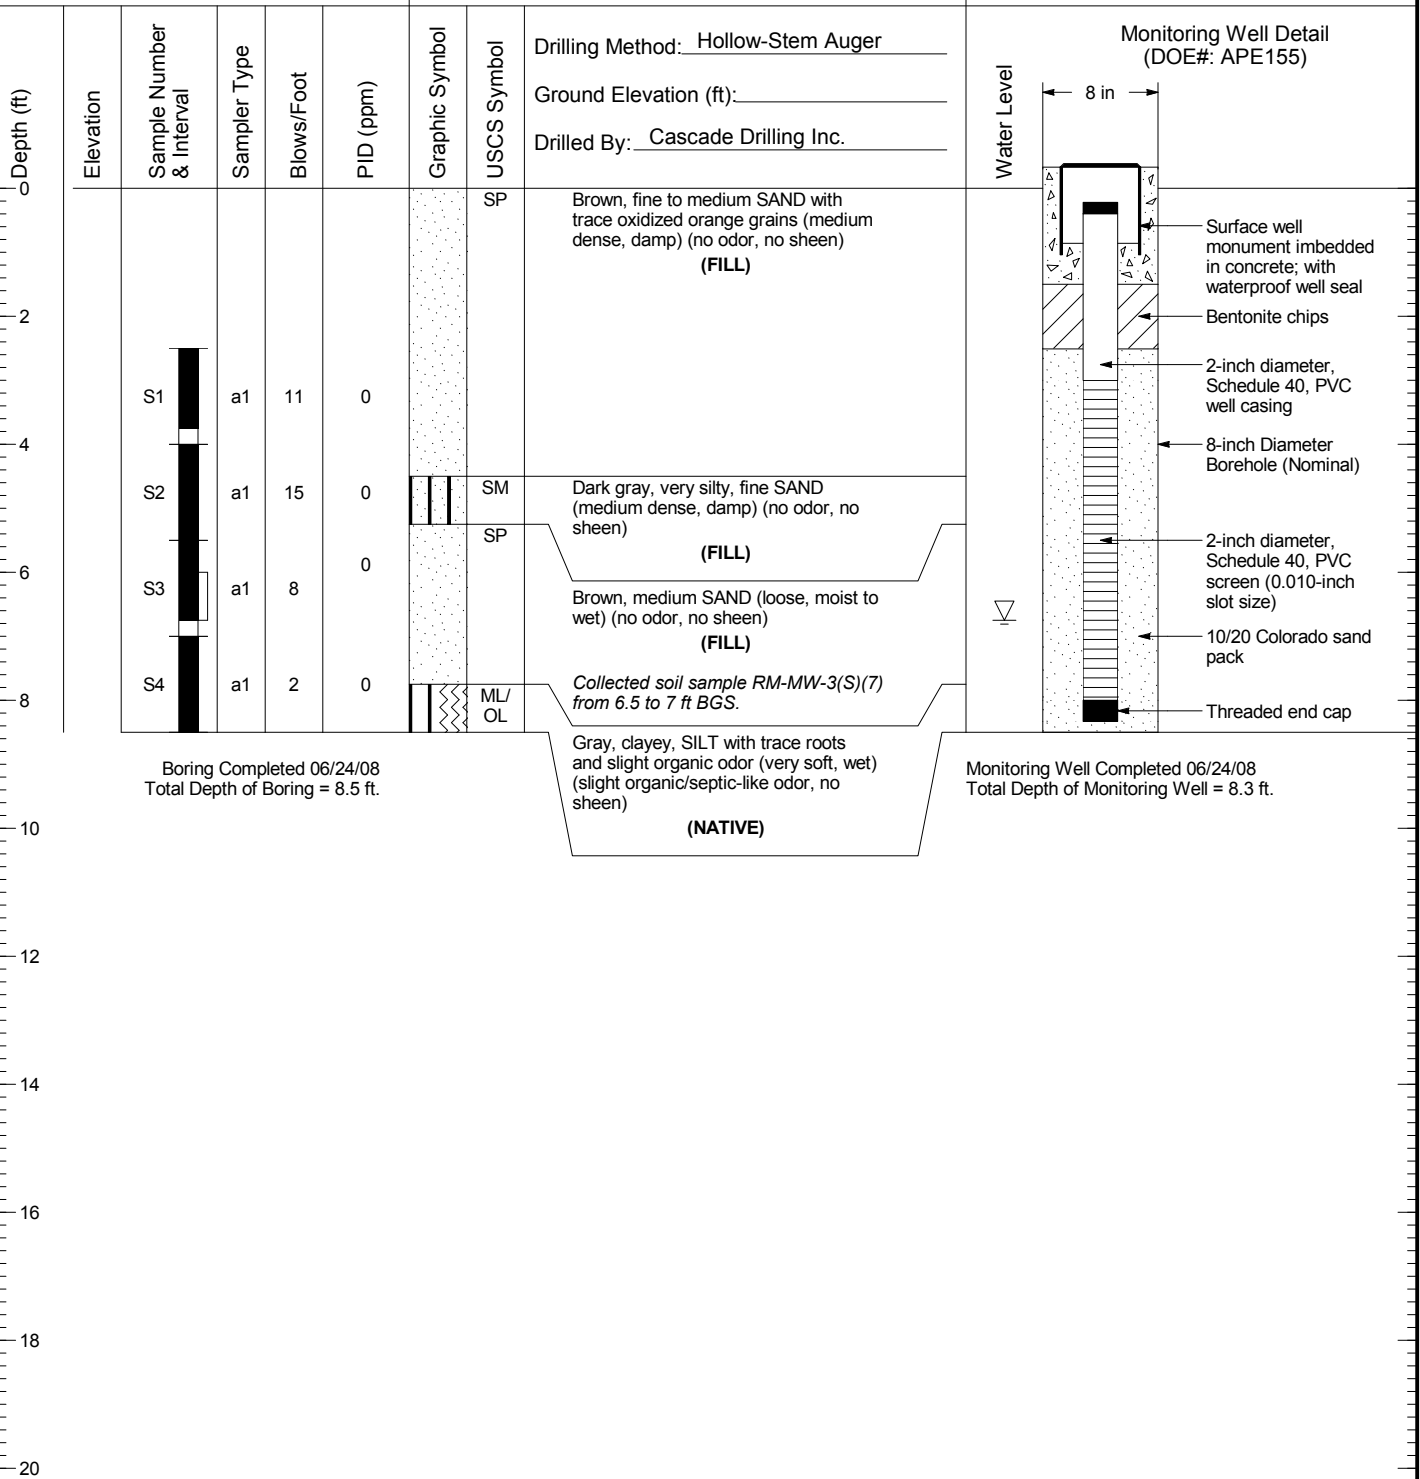 Depth (ft)
Elevation
Sample Number
& Interval
Sampler Type
Blows/Foot
PID (ppm)
Graphic Symbol
USCS Symbol
Drilling Method: Hollow-Stem Auger
Ground Elevation (ft):
Drilled By: Cascade Drilling Inc.
Water Level
Monitoring Well Detail
(DOE#: APE155)
8 in
0
2
4
6
8
10
12
14
16
18
20
S1 a1 11 0
S2 a1 15 0
0
S3 a1 8
S4 a1 2 0
SP
SM
SP
ML/
OL
Brown, fine to medium SAND with
trace oxidized orange grains (medium
dense, damp) (no odor, no sheen)
(FILL)
Dark gray, very silty, fine SAND
(medium dense, damp) (no odor, no
sheen)
(FILL)
Brown, medium SAND (loose, moist to
wet) (no odor, no sheen)
(FILL)
Collected soil sample RM-MW-3(S)(7)
from 6.5 to 7 ft BGS.
Gray, clayey, SILT with trace roots
and slight organic odor (very soft, wet)
(slight organic/septic-like odor, no
sheen)
(NATIVE)
Surface well
monument imbedded
in concrete; with
waterproof well seal
Bentonite chips
2-inch diameter,
Schedule 40, PVC
well casing
8-inch Diameter
Borehole (Nominal)
2-inch diameter,
Schedule 40, PVC
screen (0.010-inch
slot size)
10/20 Colorado sand
pack
Threaded end cap
Boring Completed 06/24/08
Total Depth of Boring = 8.5 ft.
Monitoring Well Completed 06/24/08
Total Depth of Monitoring Well = 8.3 ft.